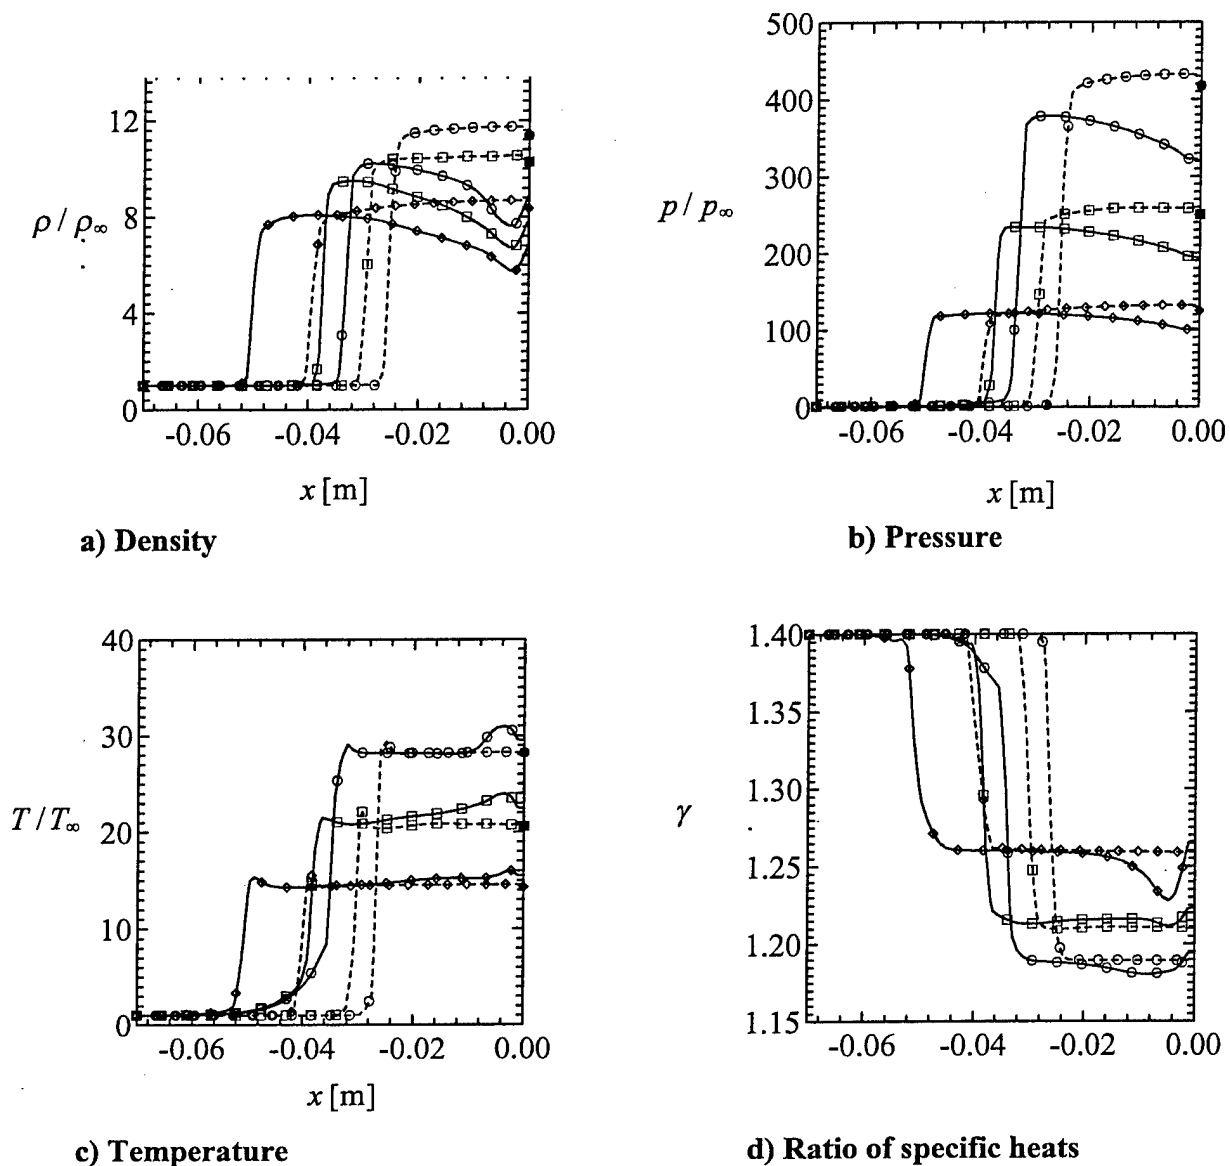 500
400
300
200
100
0
p / p∞
-0.06 -0.04 -0.02 0.00
x [m]
b) Pressure
12
8
4
0
ρ / ρ∞
-0.06 -0.04 -0.02 0.00
x [m]
a) Density
40
30
20
10
0
T / T∞
-0.06 -0.04 -0.02 0.00
x [m]
c) Temperature
1.40
1.35
1.30
1.25
1.20
1.15
γ
-0.06 -0.04 -0.02 0.00
d) Ratio of specific heats